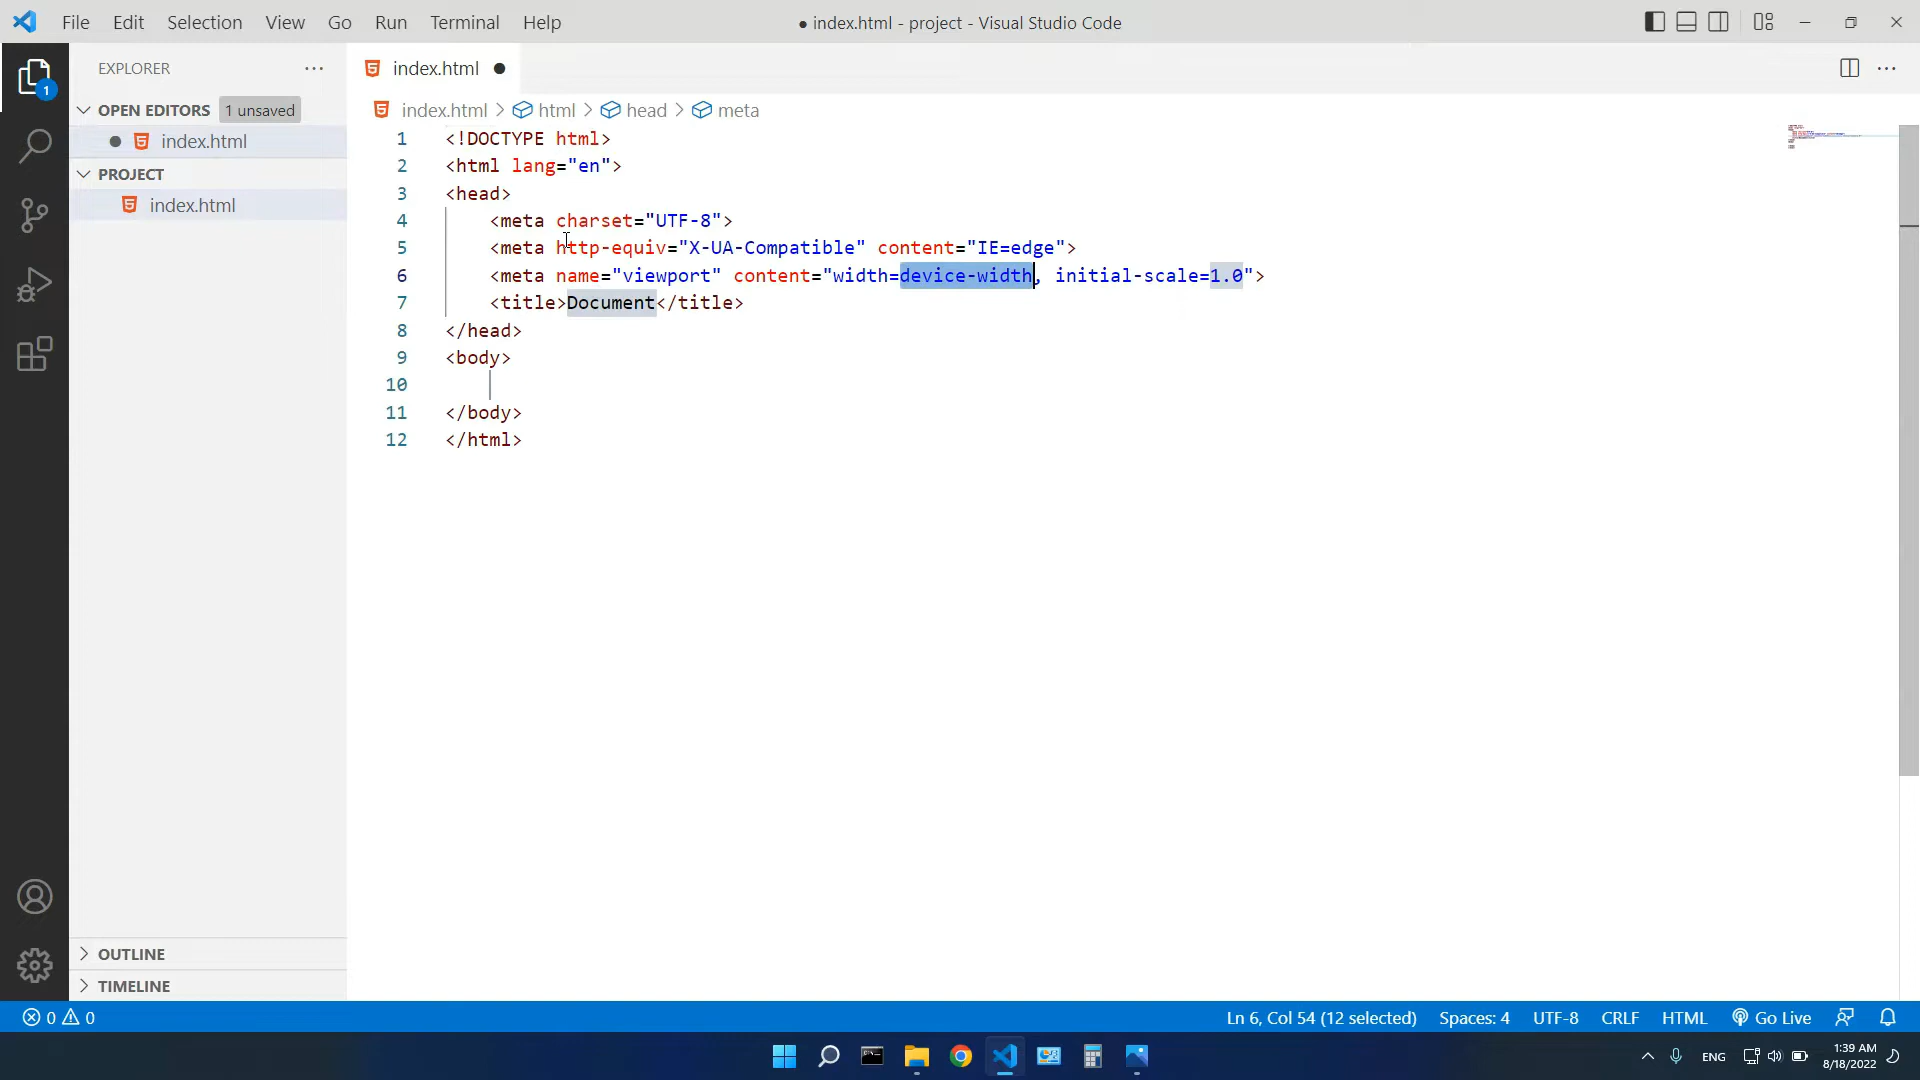 File Edit Selection View Go Run Terminal Help
● index.html - project - Visual Studio Code
EXPLORER
index.html
1
OPEN EDITORS 1 unsaved
index.html
PROJECT
index.html
index.html > html > head > meta
1 <!DOCTYPE html>
2 <html lang="en">
3 <head>
4 <meta charset="UTF-8">
5 <meta http-equiv="X-UA-Compatible" content="IE=edge">
6 <meta name="viewport" content="width=device-width, initial-scale=1.0">
7 <title>Document</title>
8 </head>
9 <body>
10
11 </body>
12 </html>
OUTLINE
TIMELINE
0 0
Ln 6, Col 54 (12 selected) Spaces: 4 UTF-8 CRLF HTML Go Live
ENG
1:39 AM
8/18/2022